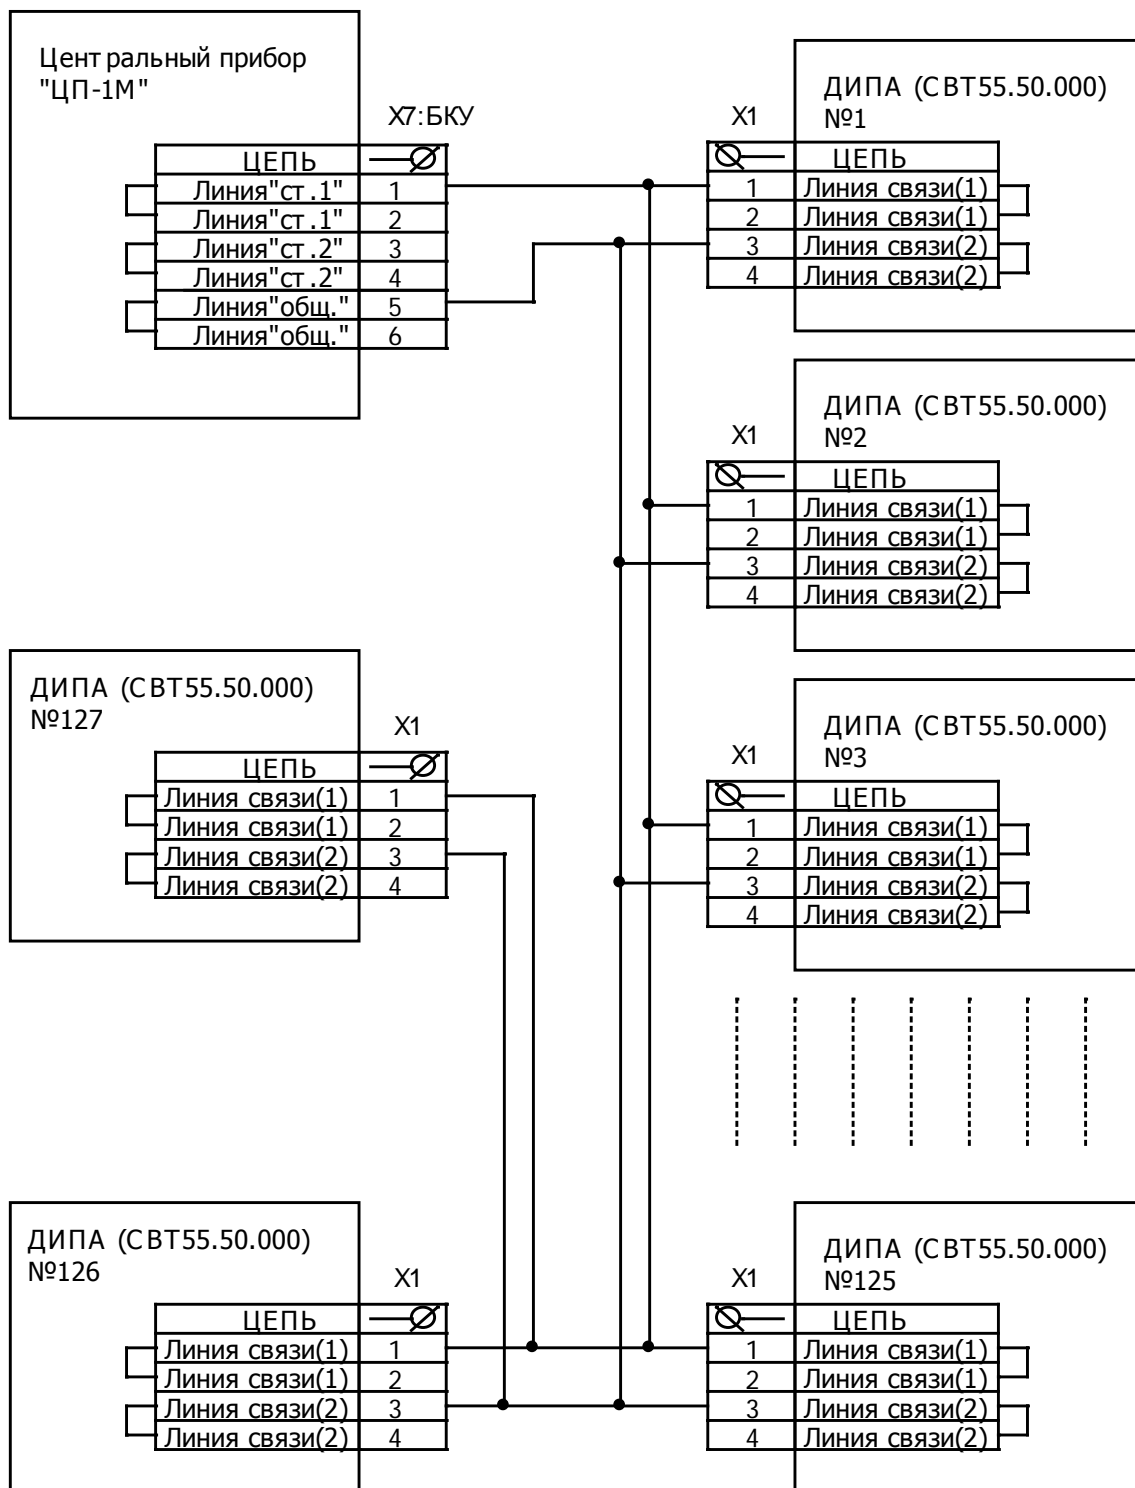 Центральный прибор
"ЦП-1М"
X7:БКУ
ЦЕПЬ
Линия"ст.1" 1
Линия"ст.1" 2
Линия"ст.2" 3
Линия"ст.2" 4
Линия"общ." 5
Линия"общ." 6
ДИПА (СВТ55.50.000)
№1
X1
ЦЕПЬ
1 Линия связи(1)
2 Линия связи(1)
3 Линия связи(2)
4 Линия связи(2)
ДИПА (СВТ55.50.000)
№2
X1
ЦЕПЬ
1 Линия связи(1)
2 Линия связи(1)
3 Линия связи(2)
4 Линия связи(2)
ДИПА (СВТ55.50.000)
№127
X1
ЦЕПЬ
Линия связи(1) 1
Линия связи(1) 2
Линия связи(2) 3
Линия связи(2) 4
ДИПА (СВТ55.50.000)
№3
X1
ЦЕПЬ
1 Линия связи(1)
2 Линия связи(1)
3 Линия связи(2)
4 Линия связи(2)
ДИПА (СВТ55.50.000)
№126
X1
ЦЕПЬ
Линия связи(1) 1
Линия связи(1) 2
Линия связи(2) 3
Линия связи(2) 4
ДИПА (СВТ55.50.000)
№125
X1
ЦЕПЬ
1 Линия связи(1)
2 Линия связи(1)
3 Линия связи(2)
4 Линия связи(2)